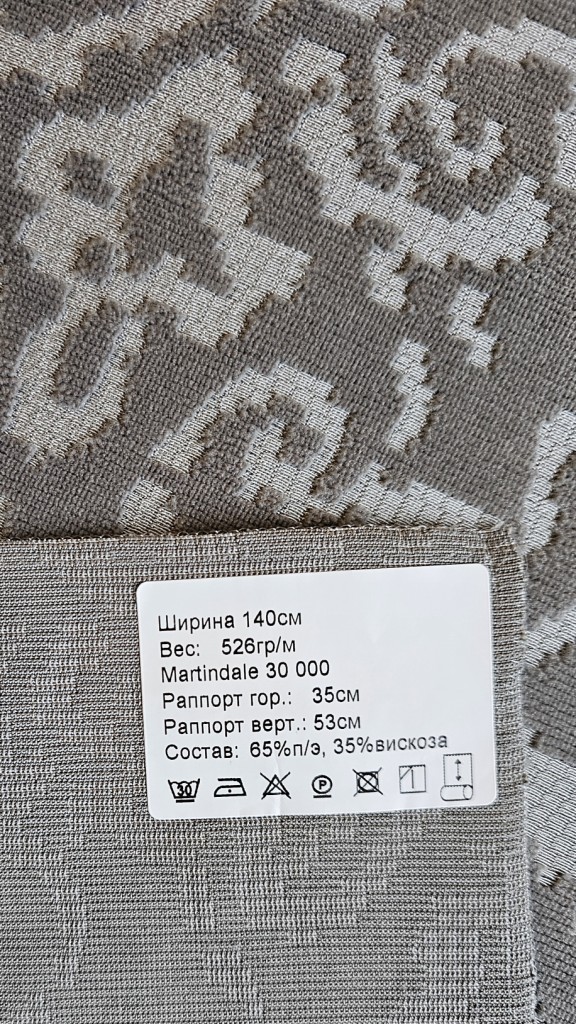 Ширина 140см
Вес: 526гр/м
Martindale 30 000
Раппорт гор.: 35см
Раппорт верт.: 53см
Состав: 65%п/э, 35%вискоза
30 P